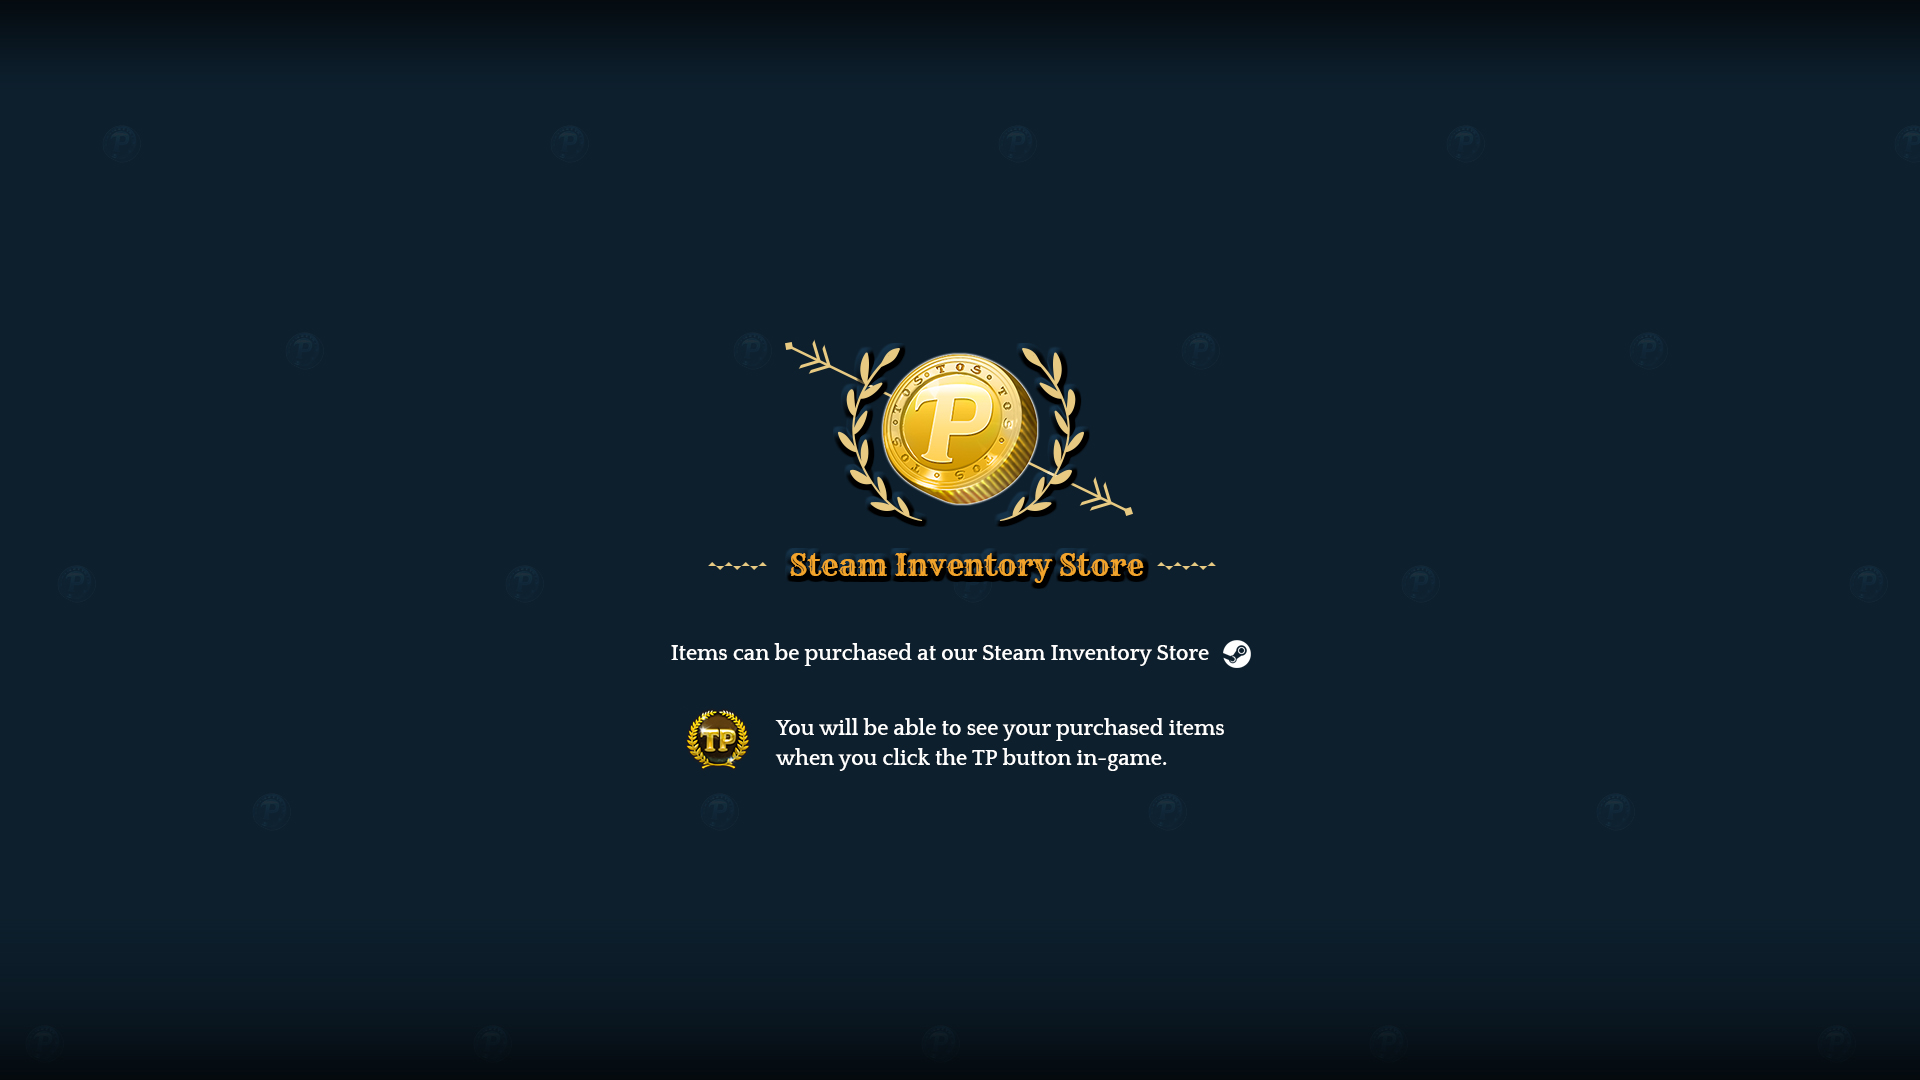 TOS TOS TOS TOS TOS
P
Steam Inventory Store
Items can be purchased at our Steam Inventory Store
TP
You will be able to see your purchased items
when you click the TP button in-game.